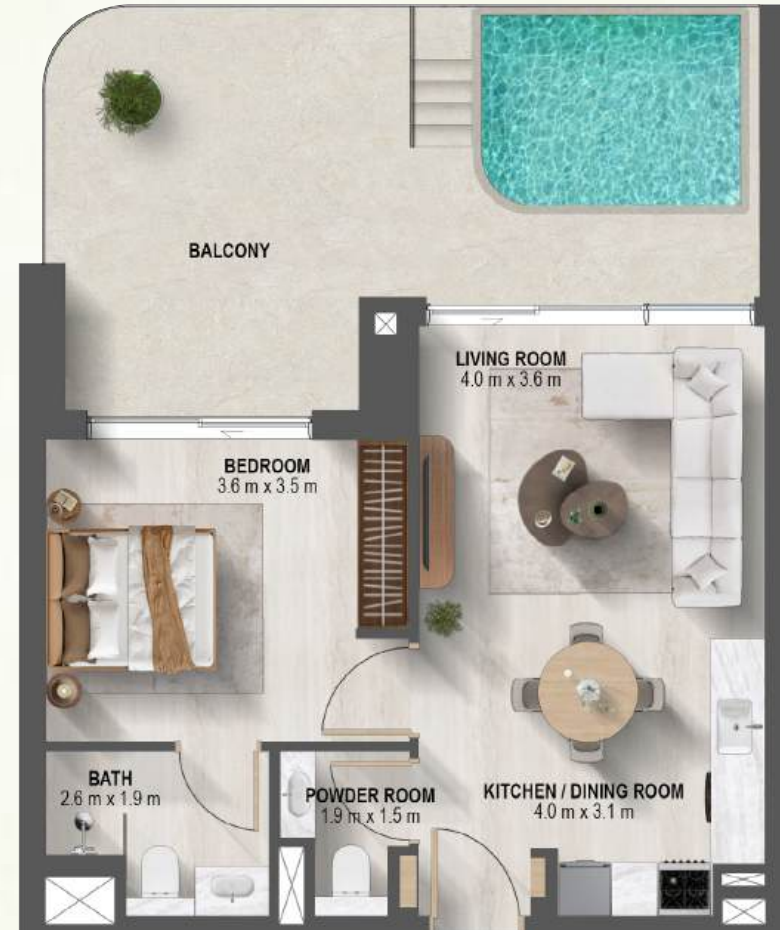 BALCONY
LIVING ROOM
4.0 m x 3.6 m
BEDROOM
3.6 m x 3.5 m
BATH
2.6 m x 1.9 m
POWDER ROOM
1.9 m x 1.5 m
KITCHEN / DINING ROOM
4.0 m x 3.1 m